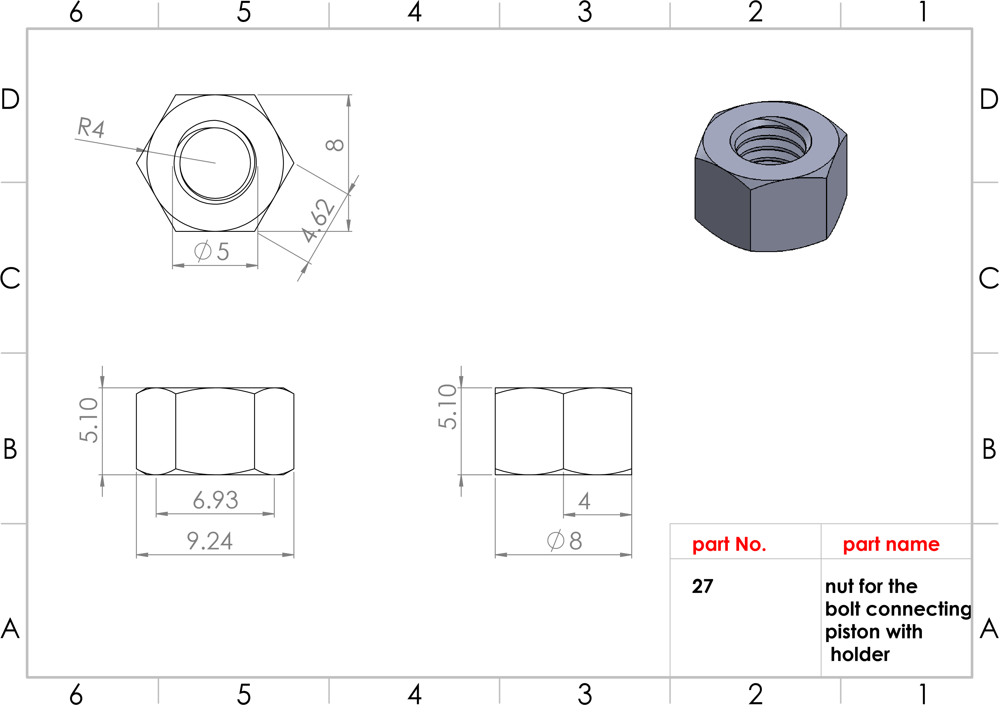 6 5 4 3 2 1
D D
R4
8
4.62
∅5
C C
5.10
5.10
B B
6.93
4
9.24
∅8
part No. part name
27
nut for the
bolt connecting
piston with
holder
A A
6 5 4 3 2 1